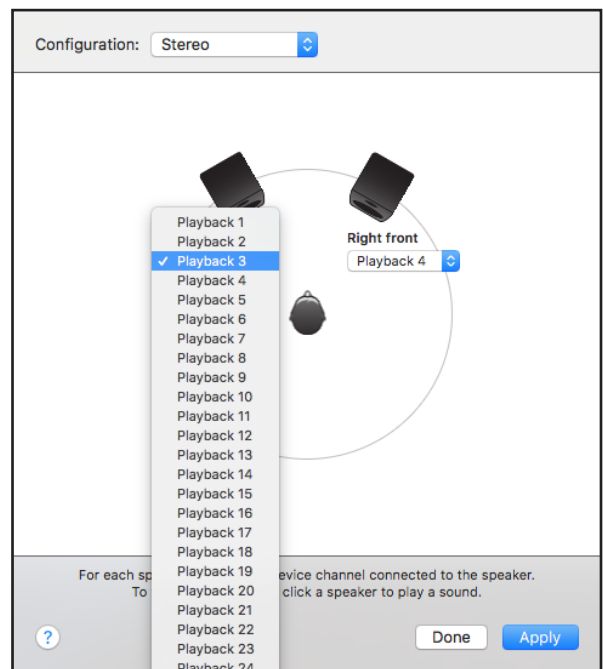 Configuration: Stereo
Right front
Playback 4
Playback 1
Playback 2
✓ Playback 3
Playback 4
Playback 5
Playback 6
Playback 7
Playback 8
Playback 9
Playback 10
Playback 11
Playback 12
Playback 13
Playback 14
Playback 15
Playback 16
Playback 17
Playback 18
Playback 19
Playback 20
Playback 21
Playback 22
Playback 23
Playback 24
For each sp evice channel connected to the speaker.
To click a speaker to play a sound.
? Done Apply